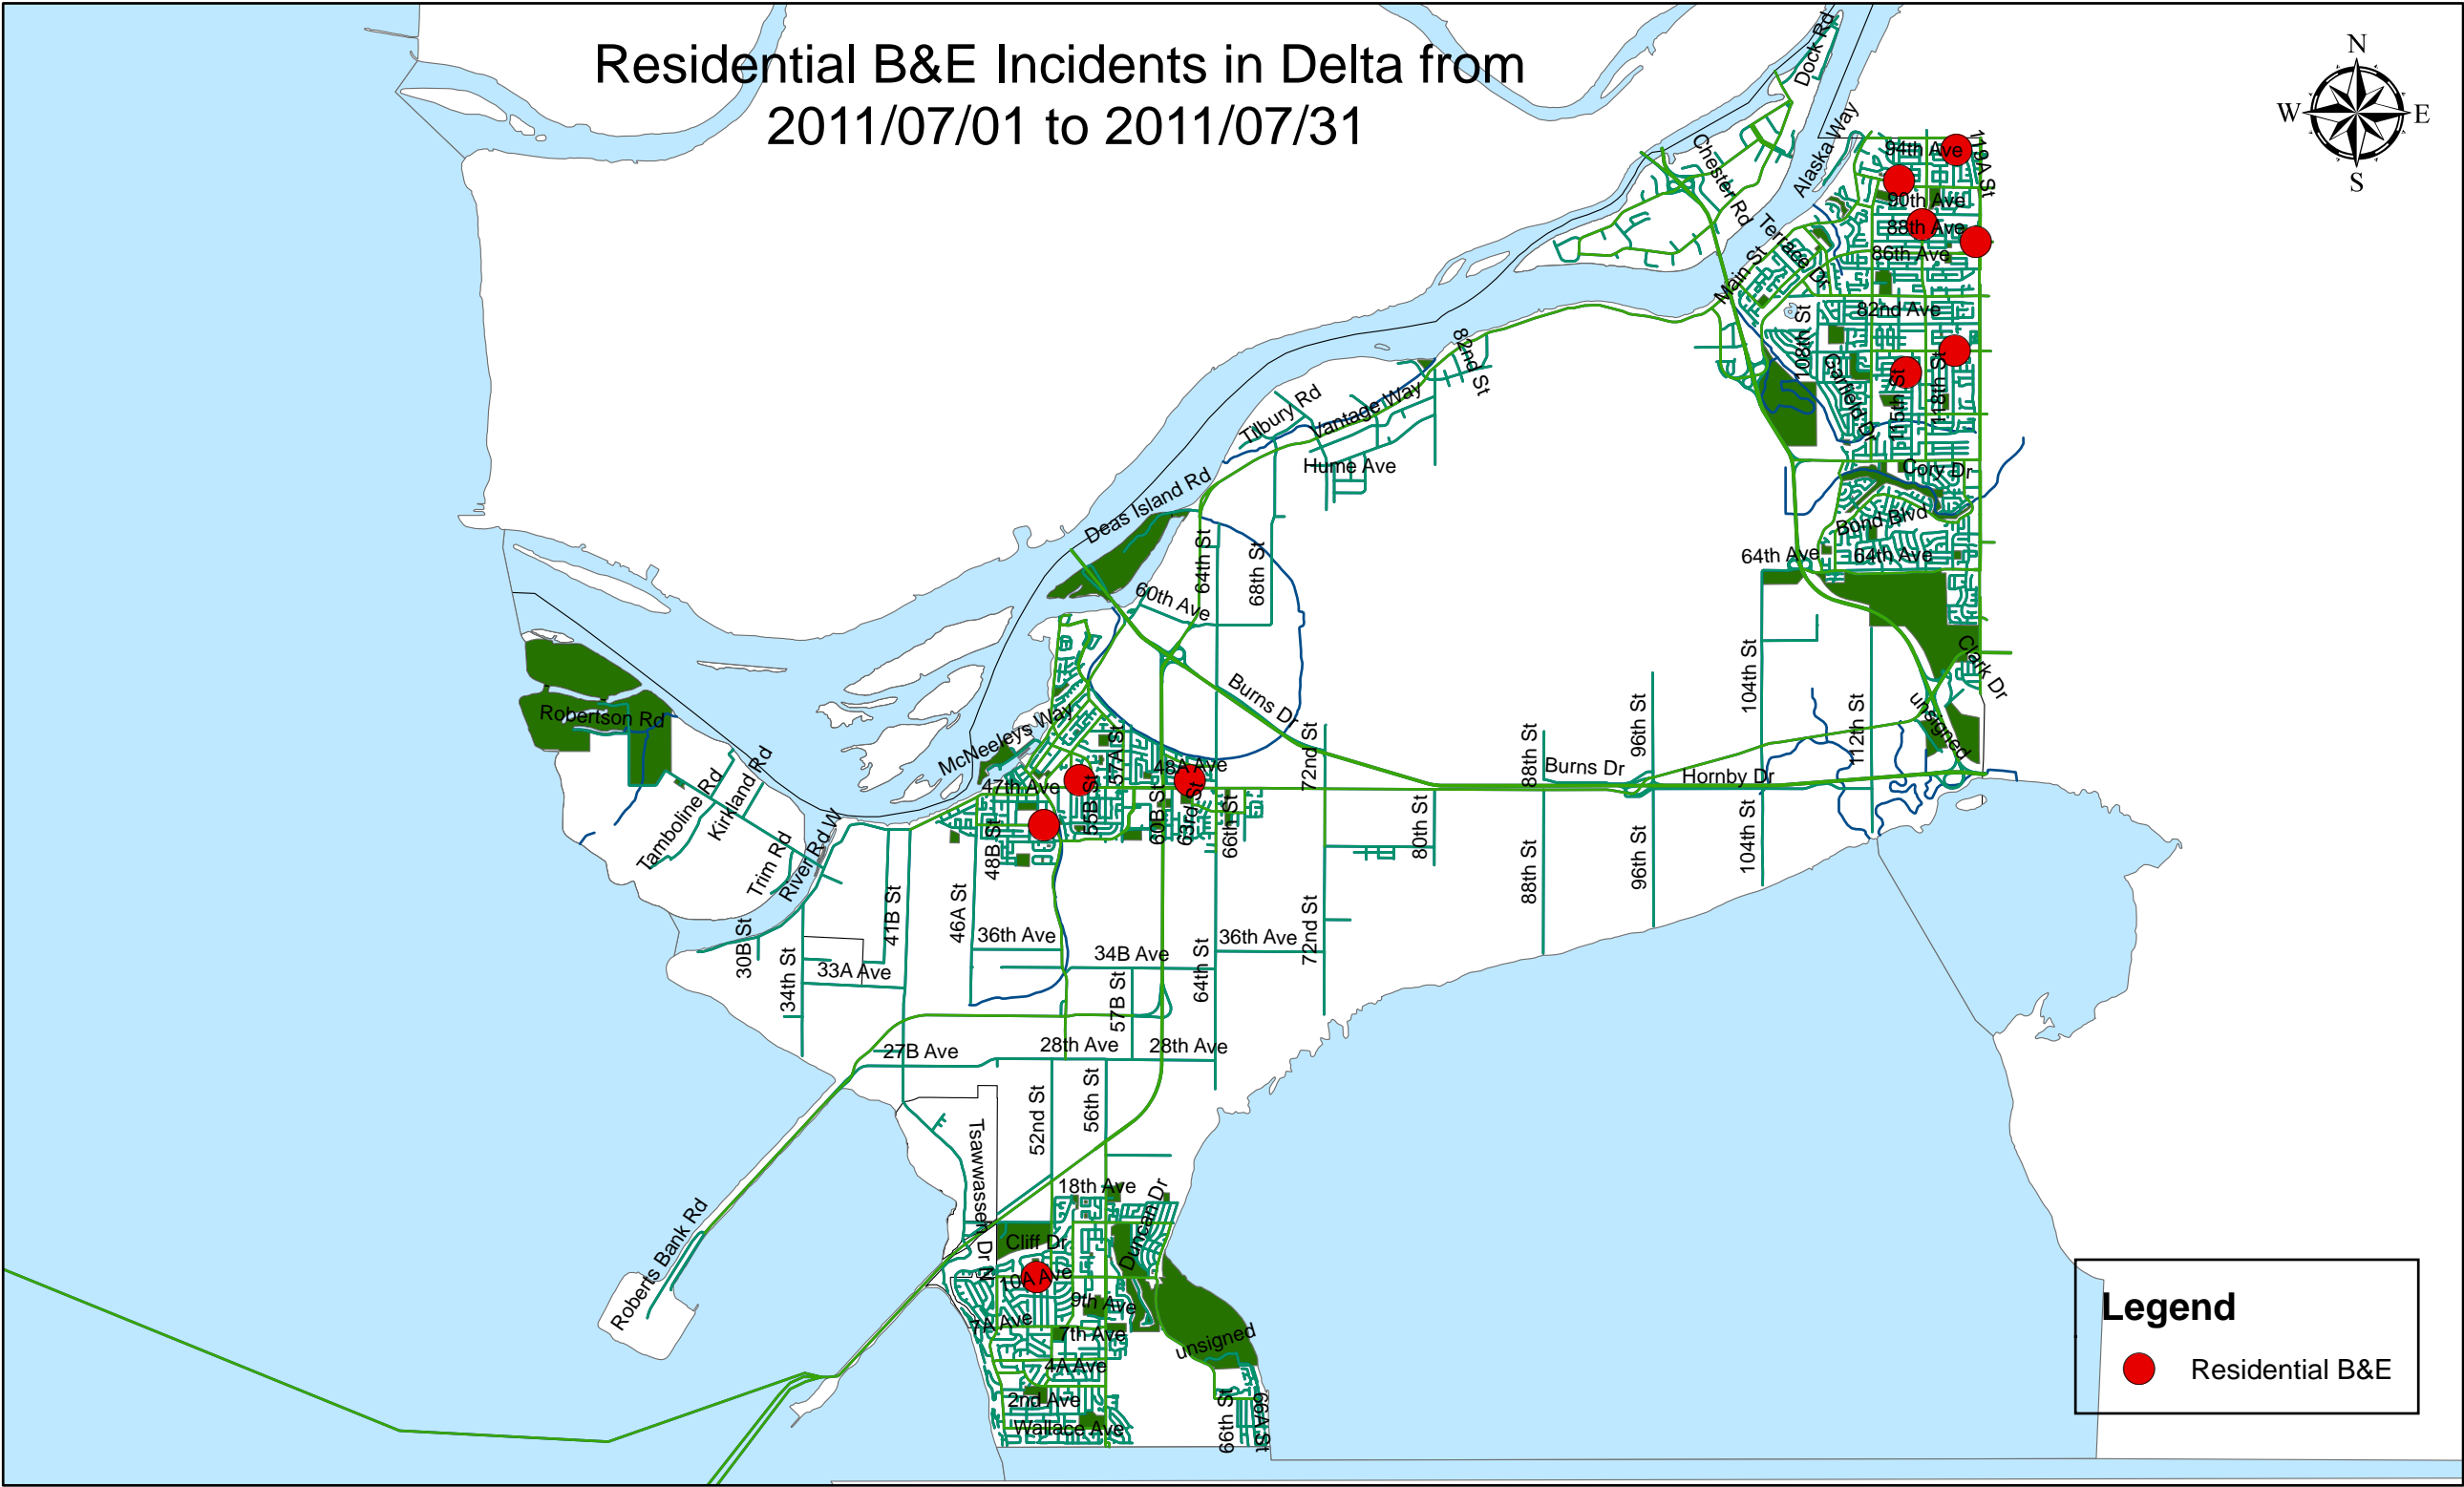 Residential B&E Incidents in Delta from
2011/07/01 to 2011/07/31
N
W
E
S
Dock Rd
Alaska Way
Chester Rd
94th Ave
119A St
90th Ave
88th Ave
86th Ave
Terrace Dr
Main St
82nd Ave
108th St
Garfield Dr
115th St
118th St
82nd St
Tilbury Rd
Vantage Way
Hume Ave
Cory Dr
Bond Blvd
64th Ave
64th Ave
Deas Island Rd
64th St
68th St
60th Ave
Clark Dr
unsigned
104th St
112th St
96th St
88th St
Burns Dr
Hornby Dr
Burns Dr
72nd St
Robertson Rd
McNeeleys Way
57A St
48A Ave
47th Ave
55B St
60B St
63rd St
66th St
48B St
Tamboline Rd
Kirkland Rd
Trim Rd
River Rd W
80th St
88th St
96th St
104th St
30B St
34th St
41B St
46A St
36th Ave
33A Ave
34B Ave
36th Ave
72nd St
64th St
57B St
27B Ave
28th Ave
28th Ave
52nd St
56th St
Tsawwassen Dr N
18th Ave
Duncan Dr
Cliff Dr
10A Ave
9th Ave
7A Ave
7th Ave
unsigned
4A Ave
2nd Ave
Wallace Ave
66th St
66A St
Roberts Bank Rd
Legend
Residential B&E